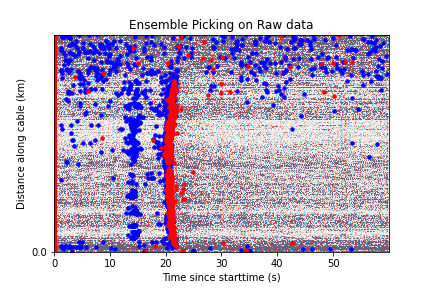 Ensemble Picking on Raw data
Distance along cable (km)
0.0
0 10 20 30 40 50
Time since starttime (s)